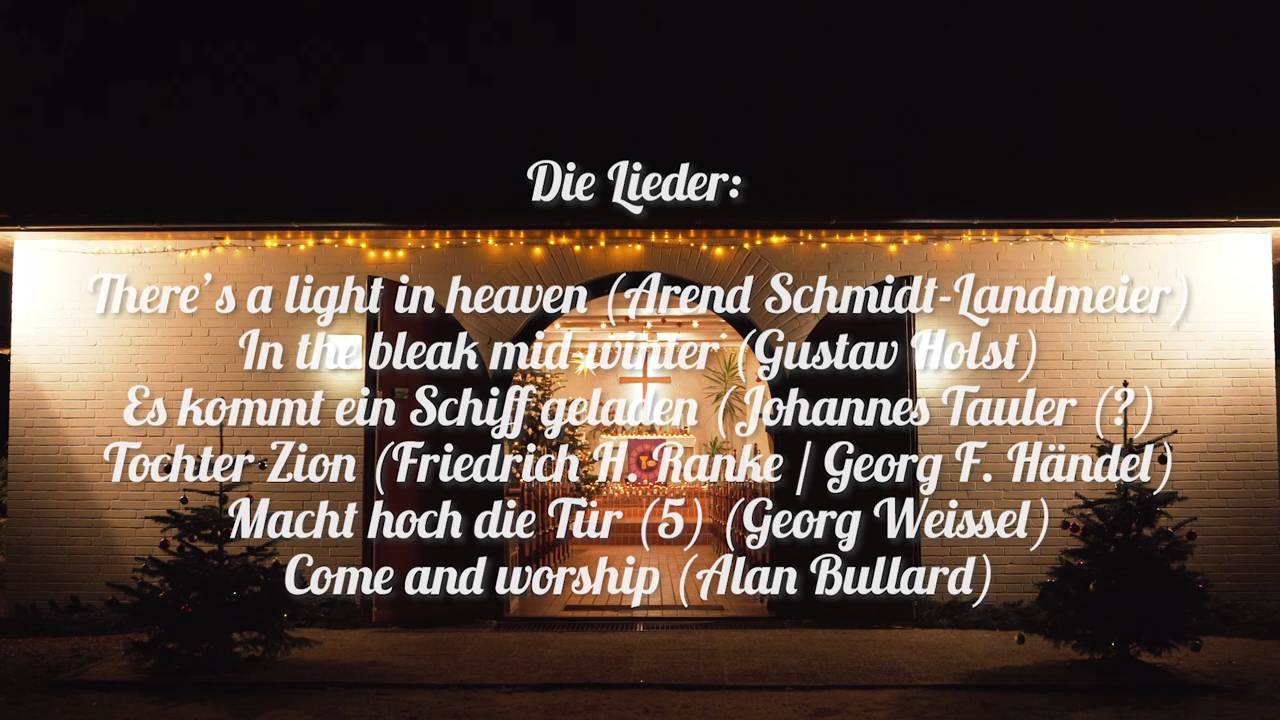 Die Lieder:
There's a light in heaven (Arend Schmidt-Landmeier)
In the bleak mid-winter (Gustav Holst)
Es kommt ein Schiff geladen (Johannes Tauler (?)
Tochter Zion (Friedrich H. Ranke / Georg F. Händel)
Macht hoch die Tür (5) (Georg Weissel)
Come and worship (Alan Bullard)